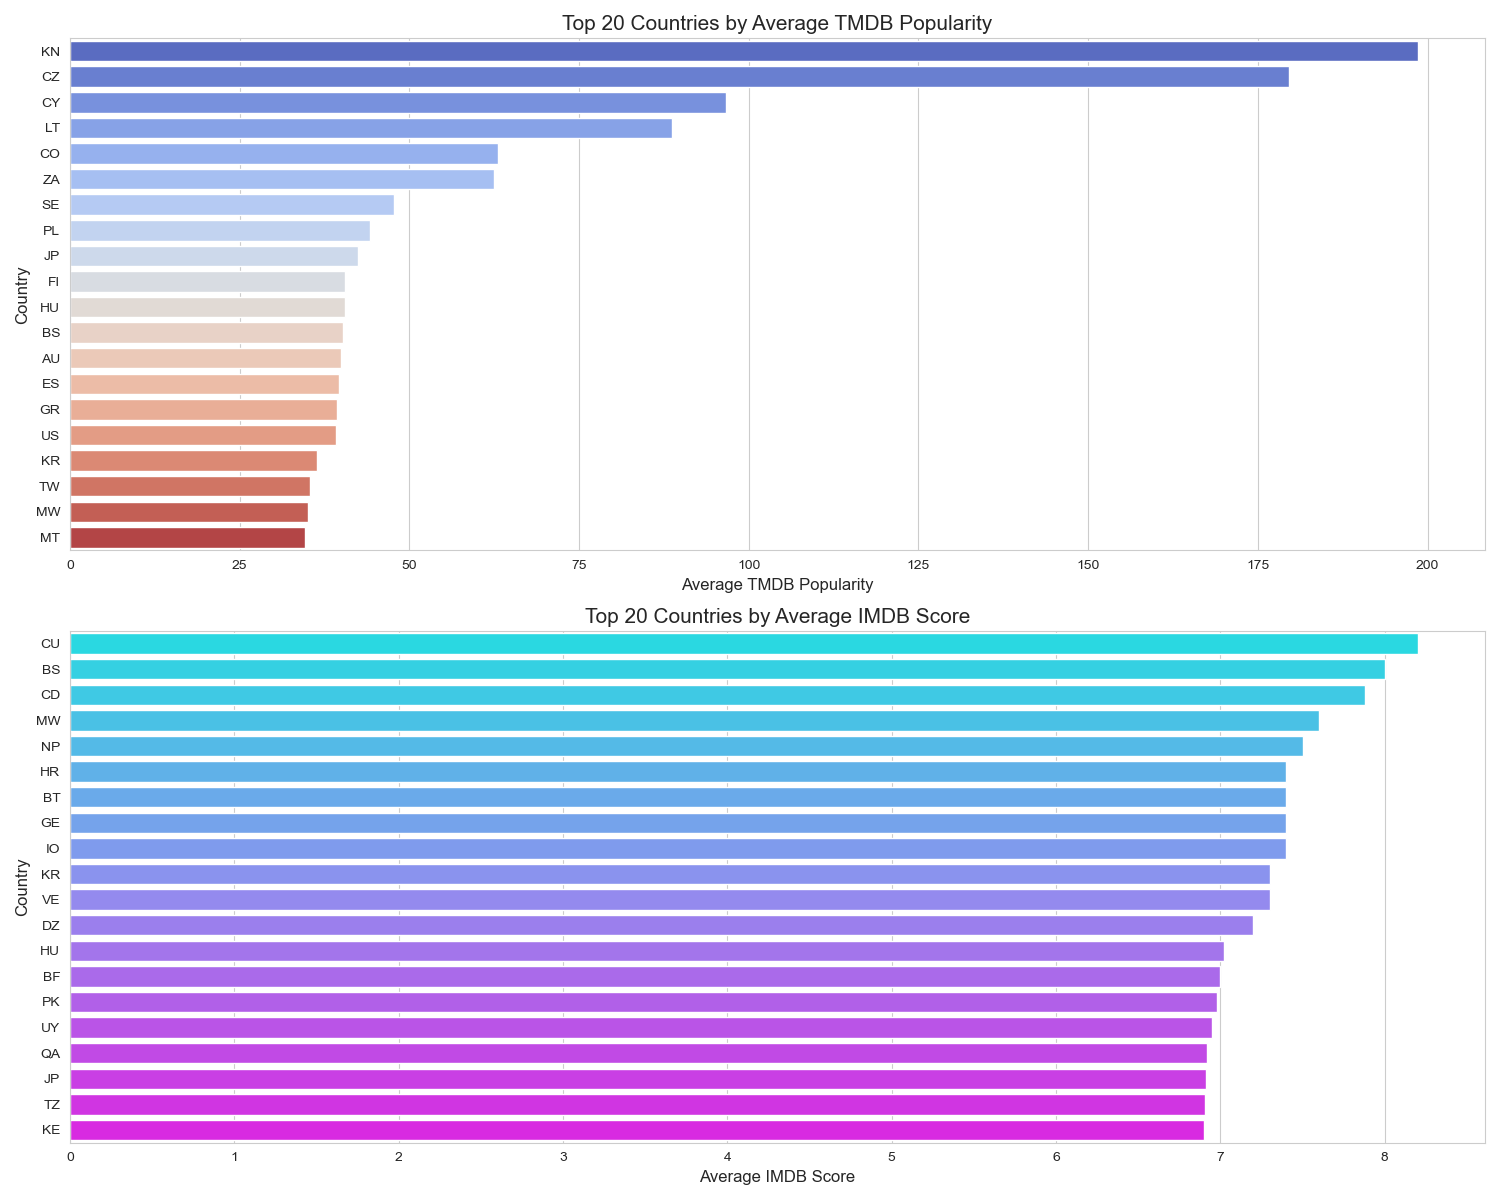 Top 20 Countries by Average TMDB Popularity
KN
CZ
CY
LT
CO
ZA
SE
PL
JP
FI
HU
BS
AU
ES
GR
US
KR
TW
MW
MT
Country
0 25 50 75 100 125 150 175 200
Average TMDB Popularity
Top 20 Countries by Average IMDB Score
CU
BS
CD
MW
NP
HR
BT
GE
IO
KR
VE
DZ
HU
BF
PK
UY
QA
JP
TZ
KE
Country
0 1 2 3 4 5 6 7 8
Average IMDB Score